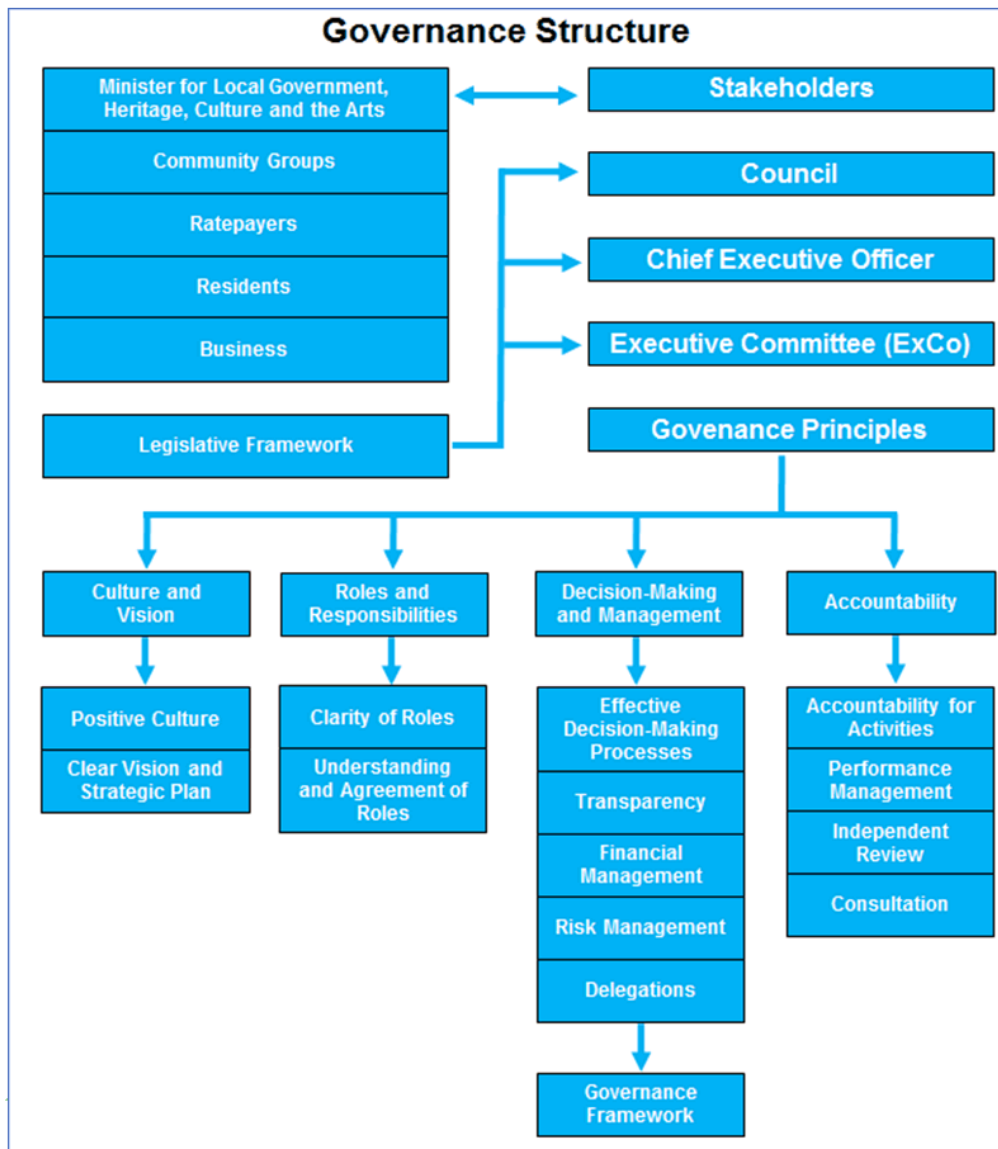 Governance Structure
Minister for Local Government,
Heritage, Culture and the Arts
Community Groups
Ratepayers
Residents
Business
Legislative Framework
Stakeholders
Council
Chief Executive Officer
Executive Committee (ExCo)
Govenance Principles
Culture and
Vision
Positive Culture
Clear Vision and
Strategic Plan
Roles and
Responsibilities
Clarity of Roles
Understanding
and Agreement of
Roles
Decision-Making
and Management
Effective
Decision-Making
Processes
Transparency
Financial
Management
Risk Management
Delegations
Governance
Framework
Accountability
Accountability for
Activities
Performance
Management
Independent
Review
Consultation